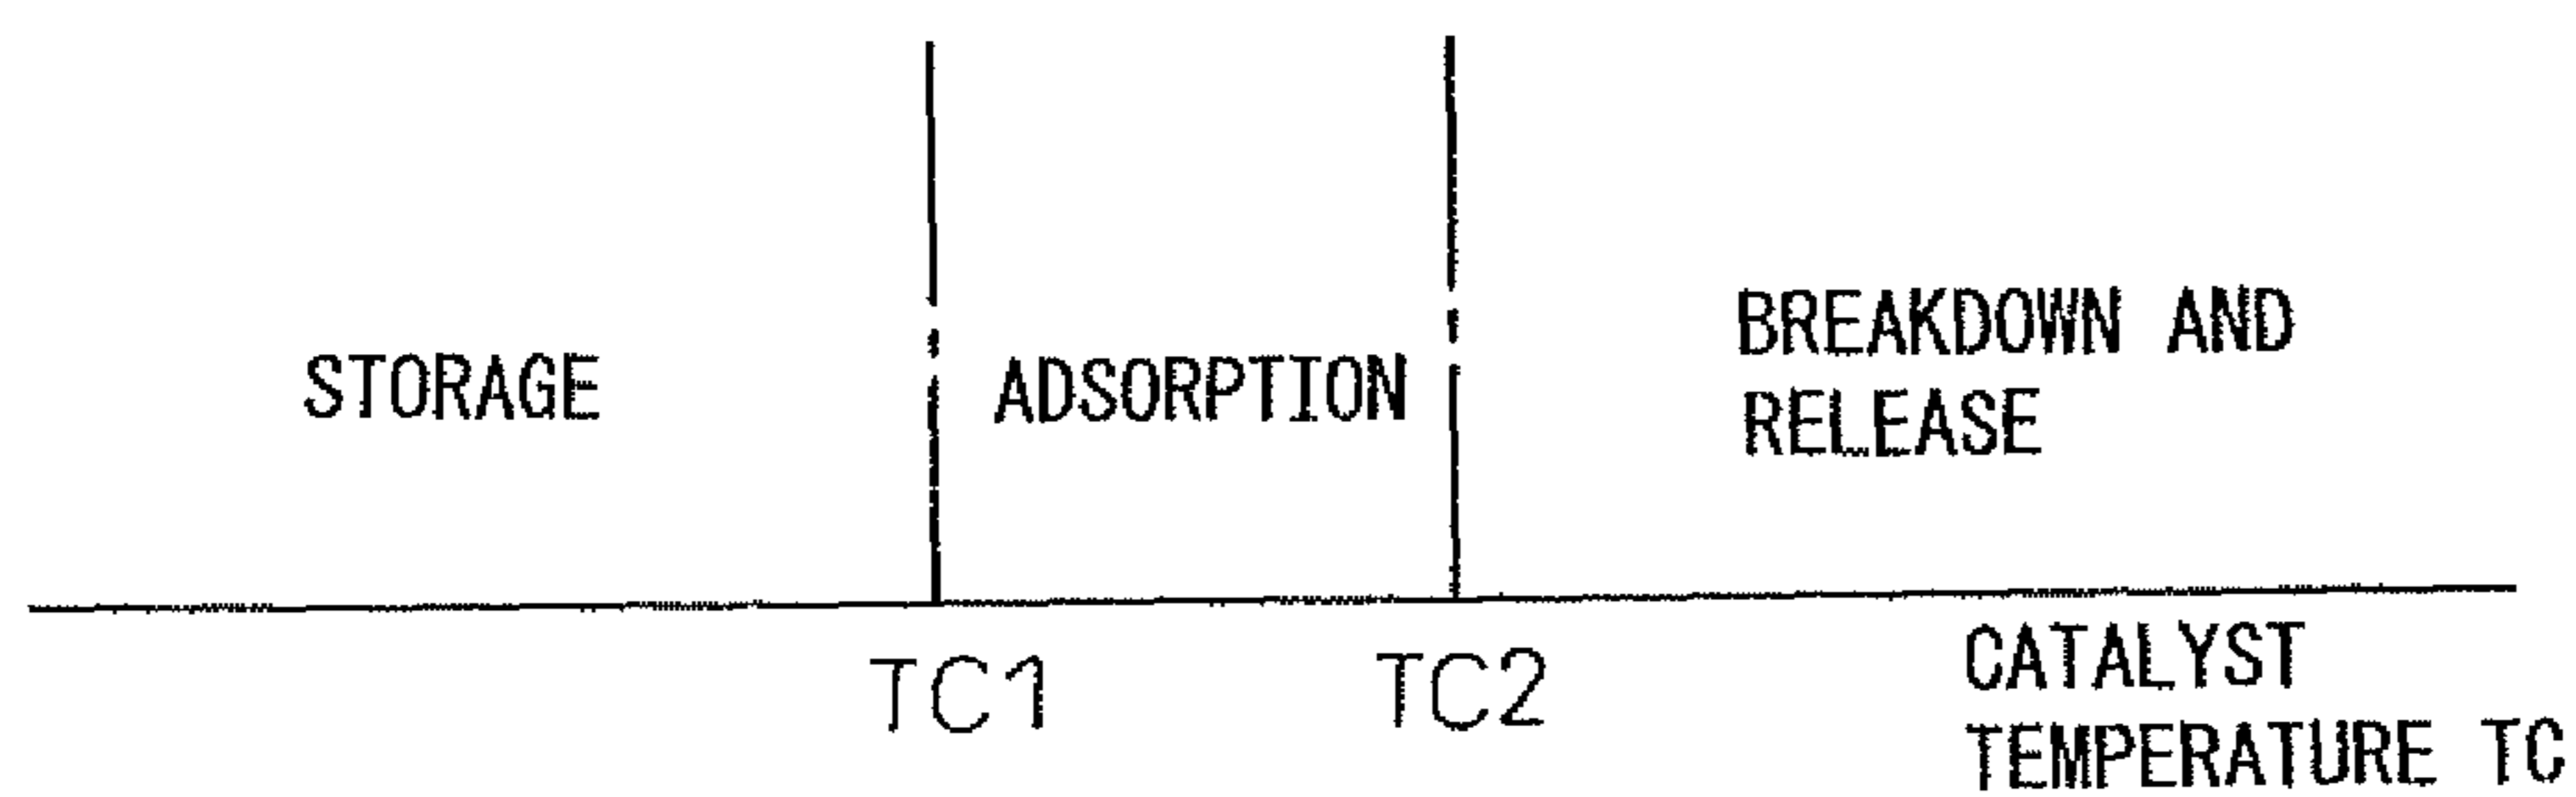 STORAGE
ADSORPTION
BREAKDOWN AND
RELEASE
TC1
TC2
CATALYST
TEMPERATURE TC